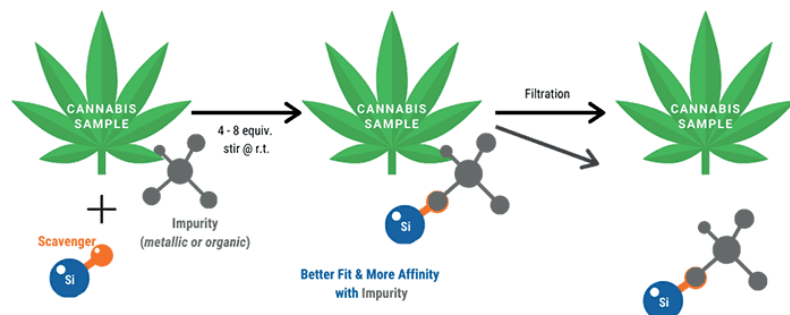 CANNABIS
SAMPLE
4 - 8 equiv.
stir @ r.t.
CANNABIS
SAMPLE
Filtration
CANNABIS
SAMPLE
Impurity
(metallic or organic)
Scavenger
Si
Si
Better Fit & More Affinity
with Impurity
Si